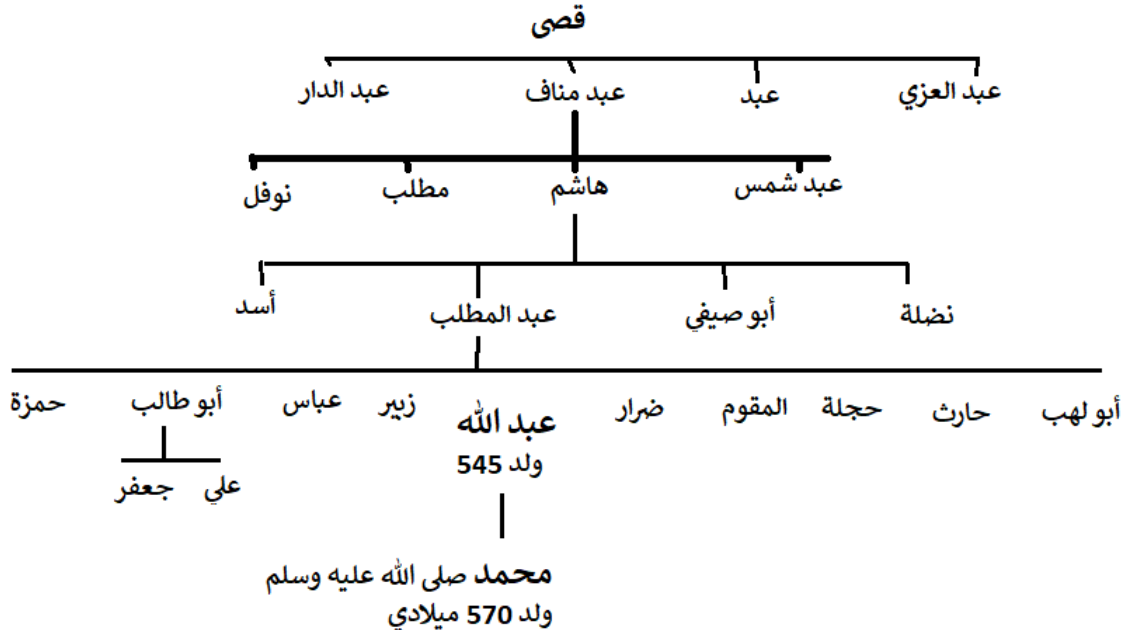 قصى
عبد العزي عبد عبد مناف عبد الدار
عبد شمس هاشم مطلب نوفل
نضلة أبو صيفي عبد المطلب أسد
أبو لهب حارث حجلة المقوم ضرار عبد الله زبير عباس أبو طالب حمزة
ولد 545
علي جعفر
محمد صلى الله عليه وسلم
ولد 570 ميلادي